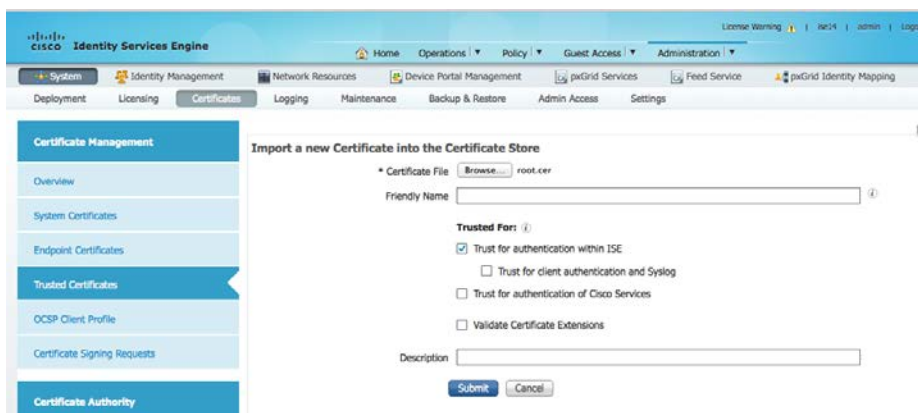 License Warning | ise14 | admin |
cisco Identity Services Engine
Home Operations Policy Guest Access Administration
System Identity Management Network Resources Device Portal Management pxGrid Services Feed Service pxGrid Identity Mapping
Deployment Licensing Certificates Logging Maintenance Backup & Restore Admin Access Settings
Certificate Management
Overview
System Certificates
Endpoint Certificates
Trusted Certificates
OCSP Client Profile
Certificate Signing Requests
Certificate Authority
Import a new Certificate into the Certificate Store
* Certificate File Browse... root.cer
Friendly Name
Trusted For:
Trust for authentication within ISE
Trust for client authentication and Syslog
Trust for authentication of Cisco Services
Validate Certificate Extensions
Description
Submit Cancel